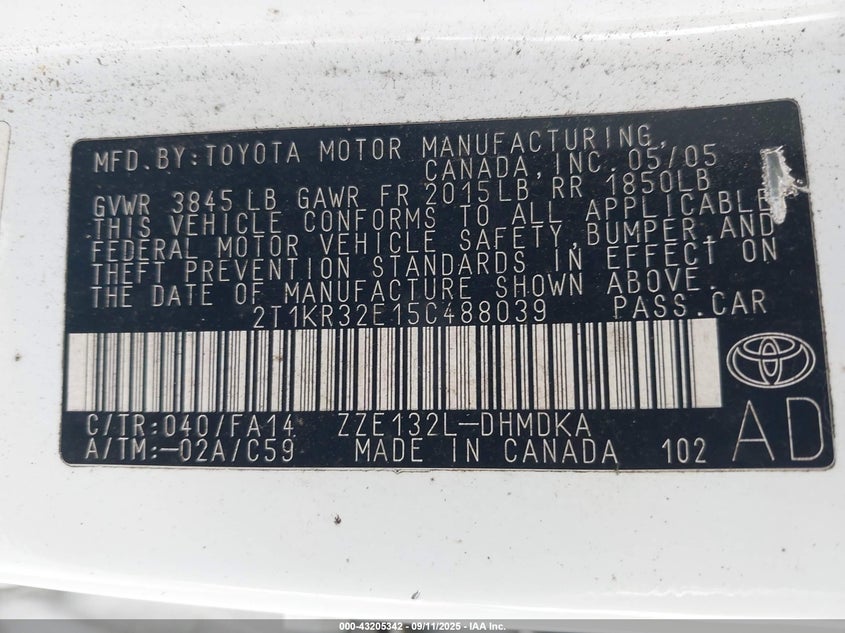 MFD.BY:TOYOTA MOTOR MANUFACTURING,
CANADA,INC. 05/05
GVWR 3845 LB GAWR FR 2015LB RR 1850LB
THIS VEHICLE CONFORMS TO ALL APPLICABLE
FEDERAL MOTOR VEHICLE SAFETY,BUMPER,AND
THEFT PREVENTION STANDARDS IN EFFECT ON
THE DATE OF MANUFACTURE SHOWN ABOVE.
2T1KR32E15C488039 PASS.CAR
C/TR:040/FA14 ZZE132L-DHMDKA
A/TM:-02A/C59 MADE IN CANADA 102
AD
000-43205342 - 09/11/2025 - IAA Inc.